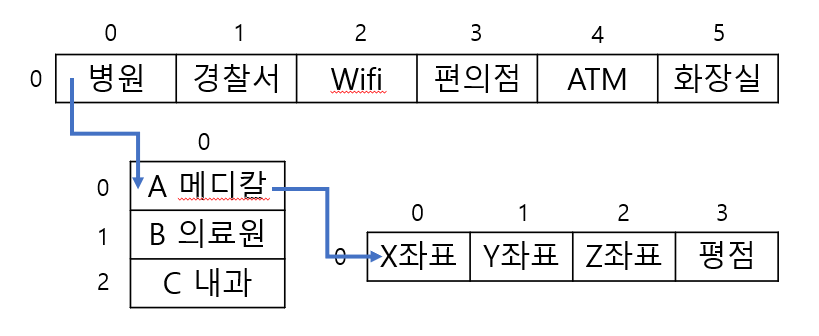 0 1 2 3 4 5
0 병원 경찰서 Wifi 편의점 ATM 화장실
0
0 A 메디칼
1 B 의료원
2 C 내과
0 1 2 3
0 X좌표 Y좌표 Z좌표 평점